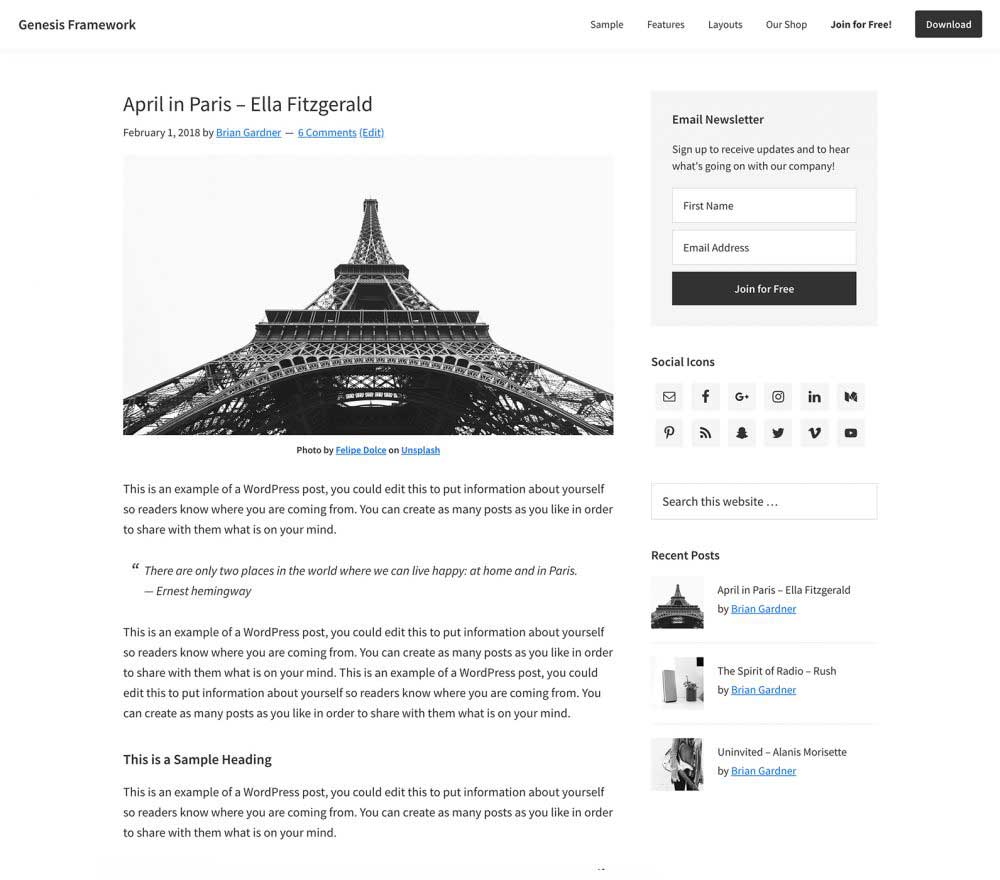 Genesis Framework
Sample Features Layouts Our Shop Join for Free! Download
April in Paris – Ella Fitzgerald
February 1, 2018 by Brian Gardner — 6 Comments (Edit)
Photo by Felipe Dolce on Unsplash
This is an example of a WordPress post, you could edit this to put information about yourself
so readers know where you are coming from. You can create as many posts as you like in order
to share with them what is on your mind.
“ There are only two places in the world where we can live happy: at home and in Paris.
— Ernest hemingway
This is an example of a WordPress post, you could edit this to put information about yourself
so readers know where you are coming from. You can create as many posts as you like in order
to share with them what is on your mind. This is an example of a WordPress post, you could
edit this to put information about yourself so readers know where you are coming from. You
can create as many posts as you like in order to share with them what is on your mind.
This is a Sample Heading
This is an example of a WordPress post, you could edit this to put information about yourself
so readers know where you are coming from. You can create as many posts as you like in order
to share with them what is on your mind.
Email Newsletter
Sign up to receive updates and to hear
what's going on with our company!
First Name
Email Address
Join for Free
Social Icons
Search this website …
Recent Posts
April in Paris – Ella Fitzgerald
by Brian Gardner
The Spirit of Radio – Rush
by Brian Gardner
Uninvited – Alanis Morisette
by Brian Gardner